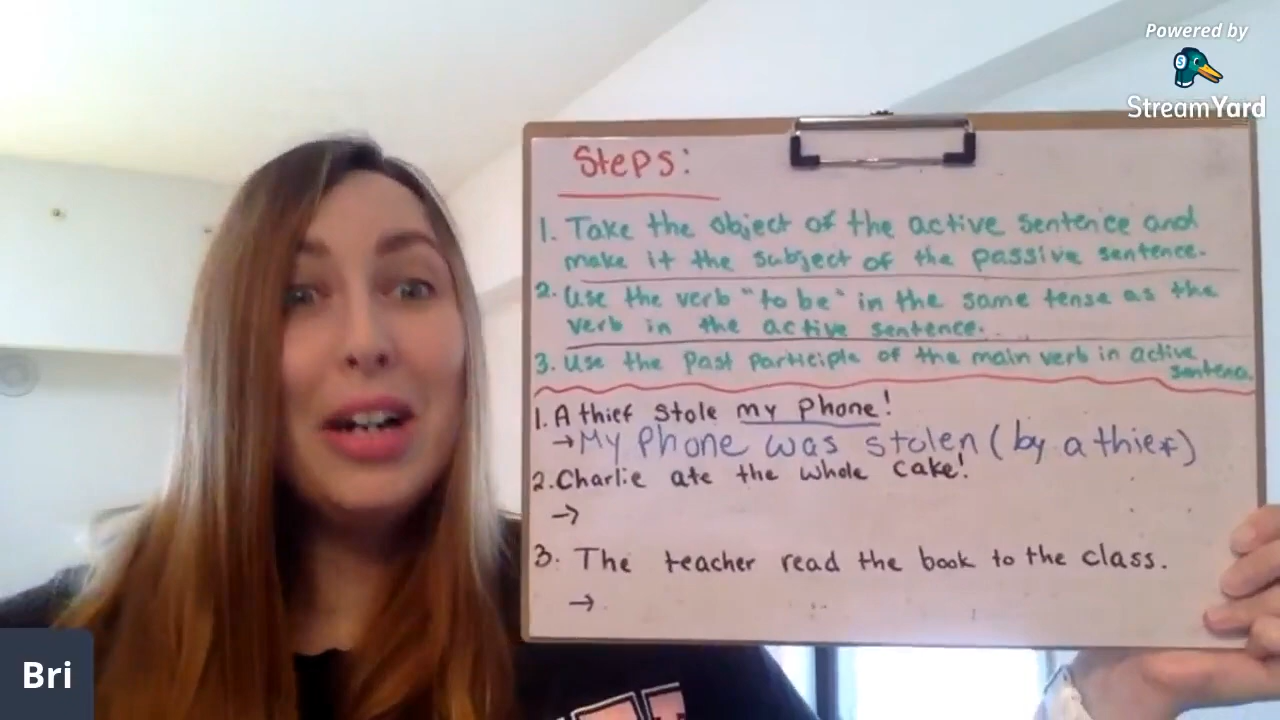 Powered by
StreamYard
Steps:
1. Take the object of the active sentence and
make it the subject of the passive sentence.
2. Use the verb "to be" in the same tense as the
verb in the active sentence.
3. Use the past participle of the main verb in active
sentence.
1. A thief stole my phone!
→ My phone was stolen (by a thief)
2. Charlie ate the whole cake!
→
3. The teacher read the book to the class.
→
Bri